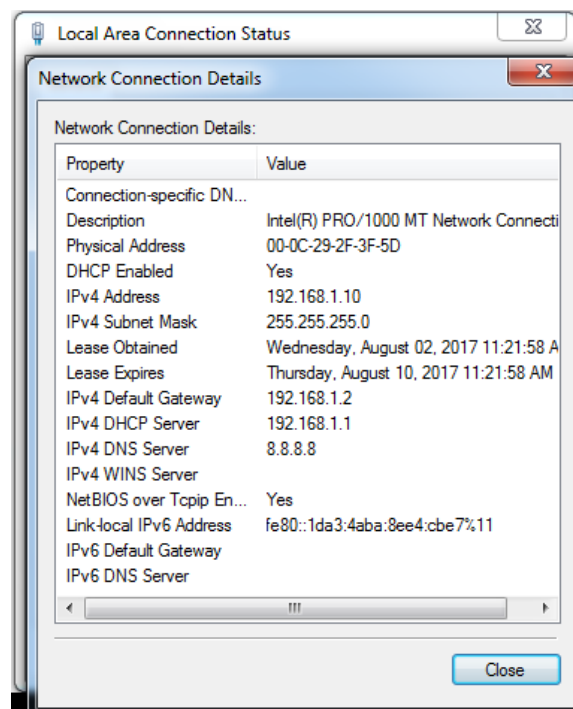 Local Area Connection Status
Network Connection Details
Network Connection Details:
Property Value
Connection-specific DN...
Description Intel(R) PRO/1000 MT Network Connecti
Physical Address 00-0C-29-2F-3F-5D
DHCP Enabled Yes
IPv4 Address 192.168.1.10
IPv4 Subnet Mask 255.255.255.0
Lease Obtained Wednesday, August 02, 2017 11:21:58 A
Lease Expires Thursday, August 10, 2017 11:21:58 AM
IPv4 Default Gateway 192.168.1.2
IPv4 DHCP Server 192.168.1.1
IPv4 DNS Server 8.8.8.8
IPv4 WINS Server
NetBIOS over Tcpip En... Yes
Link-local IPv6 Address fe80::1da3:4aba:8ee4:cbe7%11
IPv6 Default Gateway
IPv6 DNS Server
Close